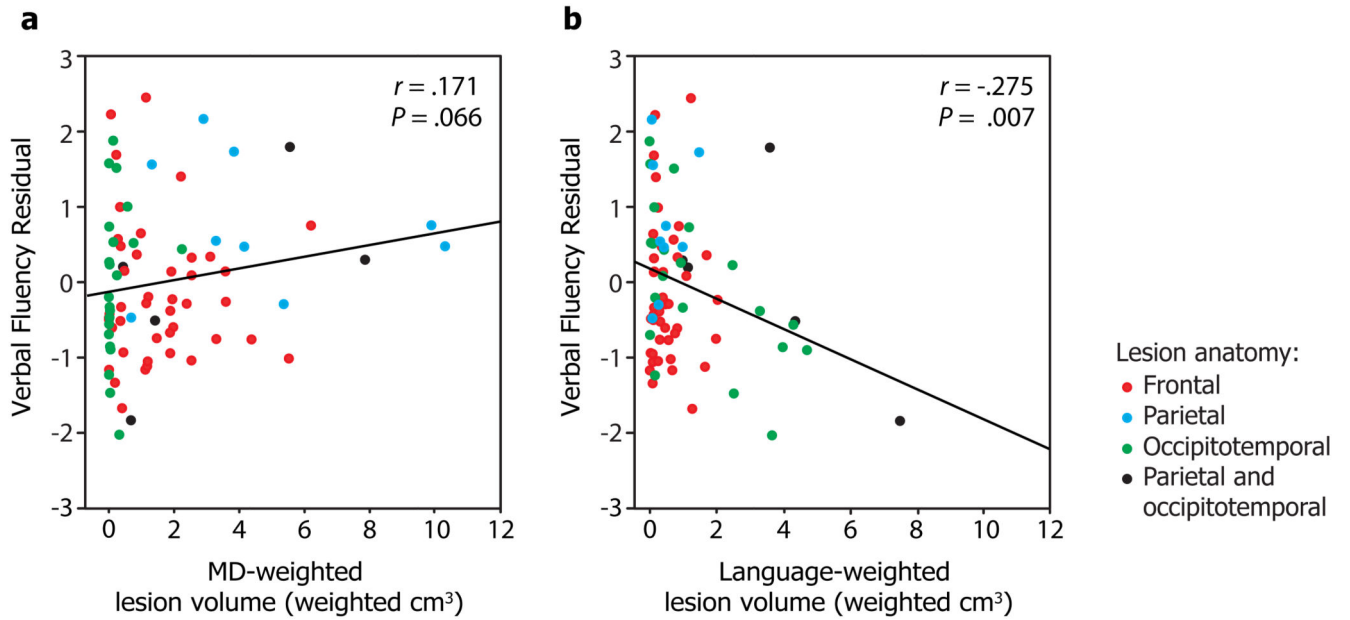 a
r = .171
P = .066
Verbal Fluency Residual
3
2
1
0
-1
-2
-3
0 2 4 6 8 10 12
MD-weighted
lesion volume (weighted cm³)
b
r = -.275
P = .007
Verbal Fluency Residual
3
2
1
0
-1
-2
-3
0 2 4 6 8 10 12
Language-weighted
lesion volume (weighted cm³)
Lesion anatomy:
Frontal
Parietal
Occipitotemporal
Parietal and
occipitotemporal